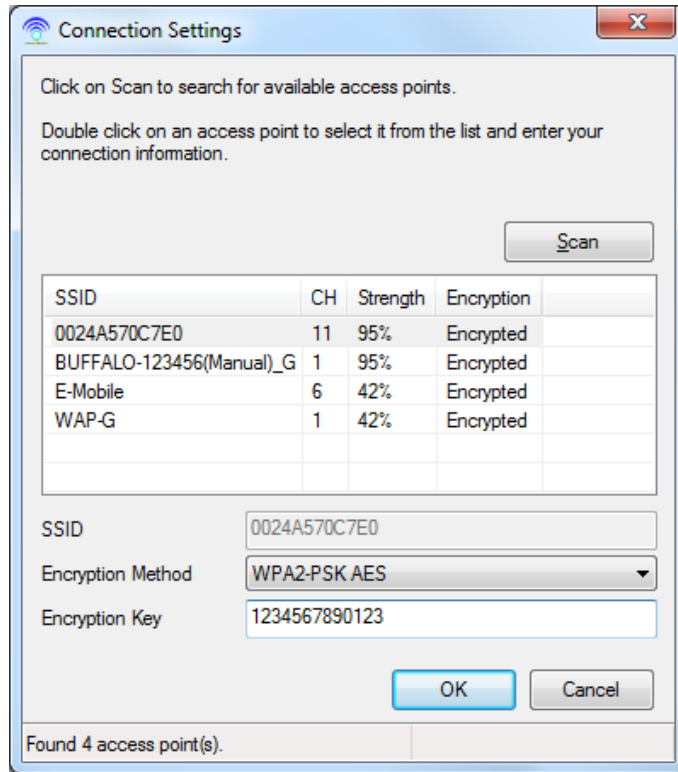 Connection Settings
Click on Scan to search for available access points.
Double click on an access point to select it from the list and enter your
connection information.
Scan
SSID CH Strength Encryption
0024A570C7E0 11 95% Encrypted
BUFFALO-123456(Manual)_G 1 95% Encrypted
E-Mobile 6 42% Encrypted
WAP-G 1 42% Encrypted
SSID 0024A570C7E0
Encryption Method WPA2-PSK AES
Encryption Key 1234567890123
OK Cancel
Found 4 access point(s).